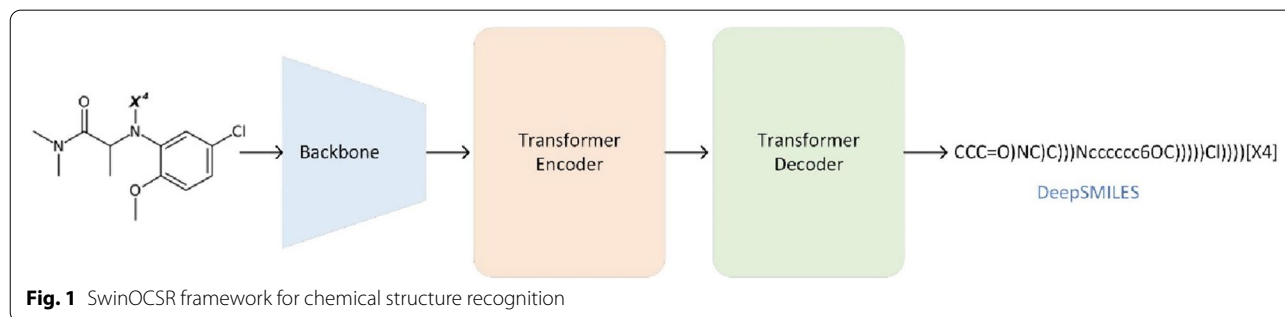 O
X⁴
N
N
Cl
O
Backbone
Transformer
Encoder
Transformer
Decoder
CCC=O)NC)C)))Ncccccc6OC)))))Cl))))[X4]
DeepSMILES
Fig. 1 SwinOCSR framework for chemical structure recognition